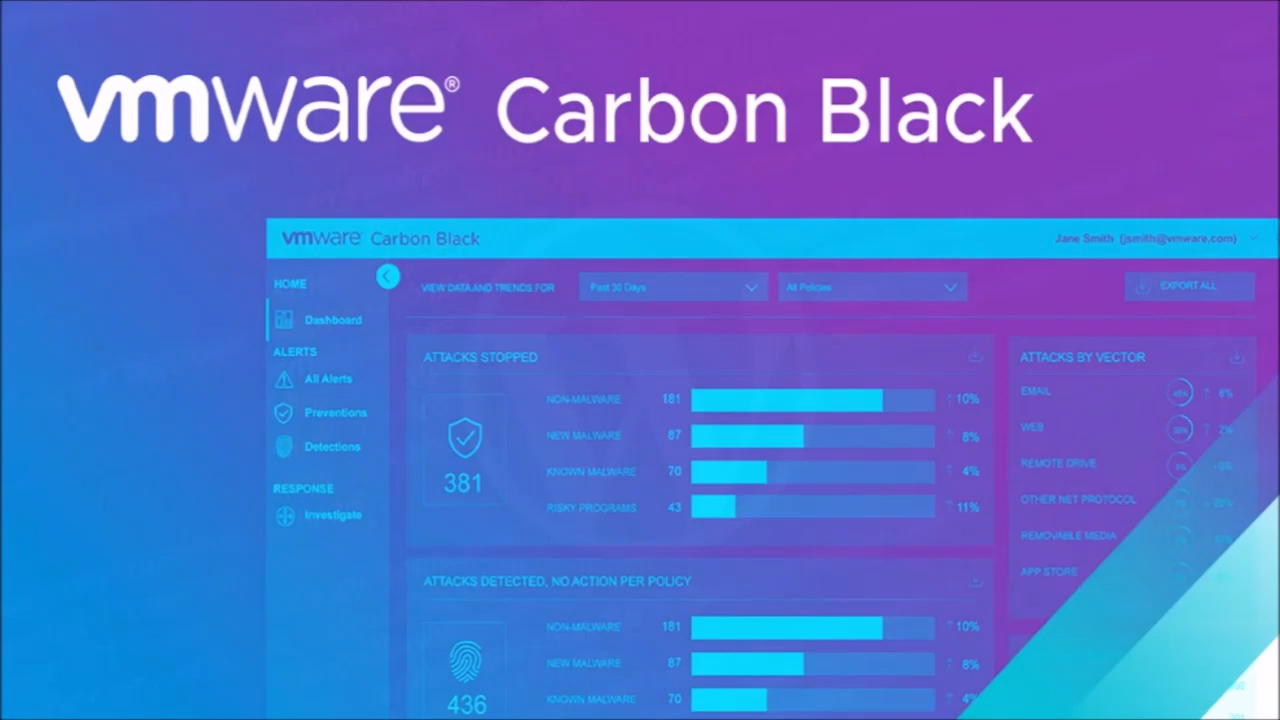 vmware® Carbon Black
vmware Carbon Black
Jane Smith (jsmith@vmware.com)
HOME
Dashboard
ALERTS
All Alerts
Preventions
Detections
RESPONSE
Investigate
VIEW DATA AND TRENDS FOR
Past 30 Days
All Policies
EXPORT ALL
ATTACKS STOPPED
381
NON-MALWARE 181 10%
NEW MALWARE 87 8%
KNOWN MALWARE 70 4%
RISKY PROGRAMS 43 11%
ATTACKS BY VECTOR
EMAIL 6%
WEB 2%
REMOTE DRIVE
OTHER NET PROTOCOL
REMOVABLE MEDIA
APP STORE
ATTACKS DETECTED, NO ACTION PER POLICY
436
NON-MALWARE 181 10%
NEW MALWARE 87 8%
KNOWN MALWARE 70 4%